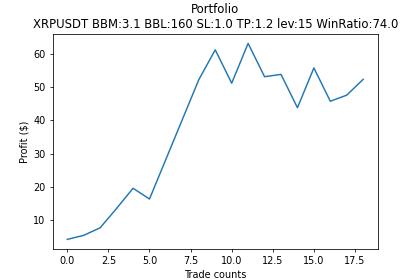 Portfolio
XRPUSDT BBM:3.1 BBL:160 SL:1.0 TP:1.2 lev:15 WinRatio:74.0
Profit ($)
60
50
40
30
20
10
0.0 2.5 5.0 7.5 10.0 12.5 15.0 17.5
Trade counts